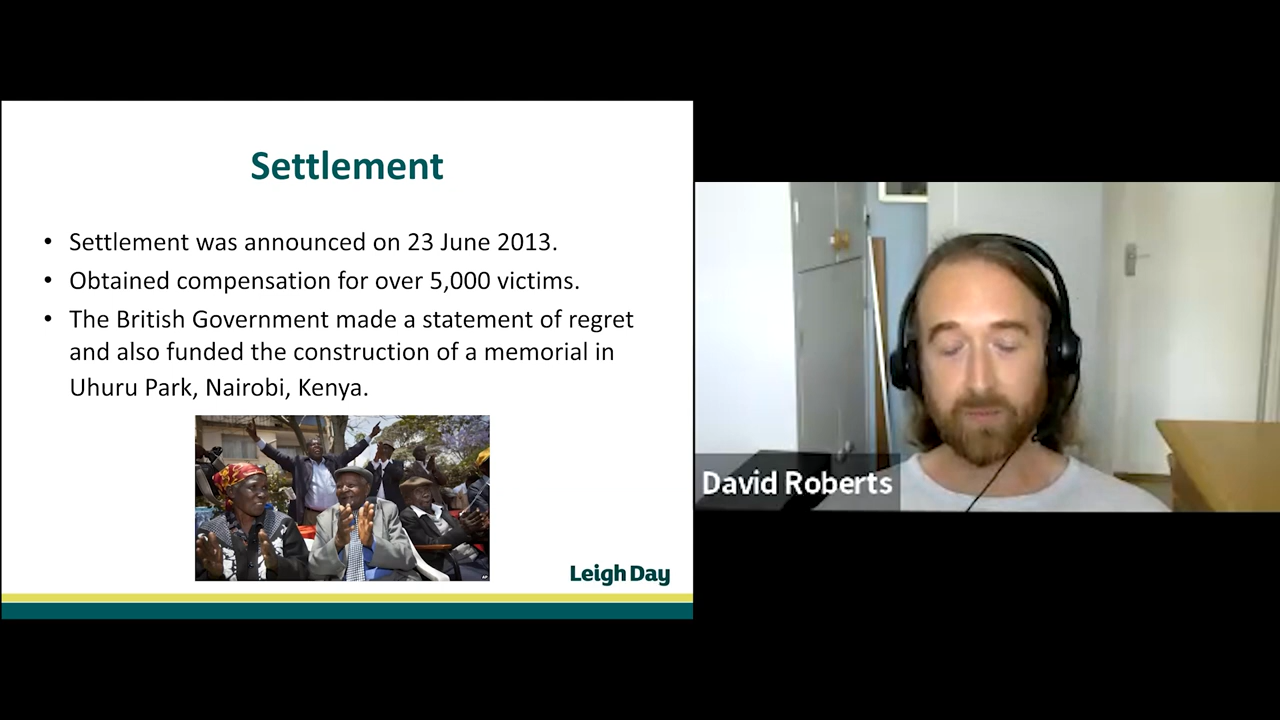 Settlement
• Settlement was announced on 23 June 2013.
• Obtained compensation for over 5,000 victims.
• The British Government made a statement of regret
and also funded the construction of a memorial in
Uhuru Park, Nairobi, Kenya.
AP
Leigh Day
David Roberts